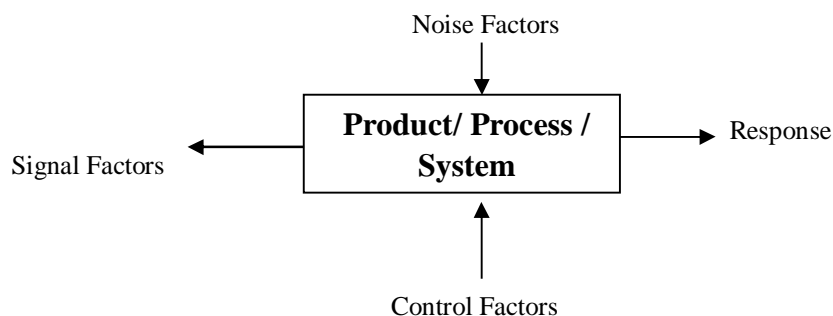 Noise Factors
Product/ Process /
System
Response
Signal Factors
Control Factors